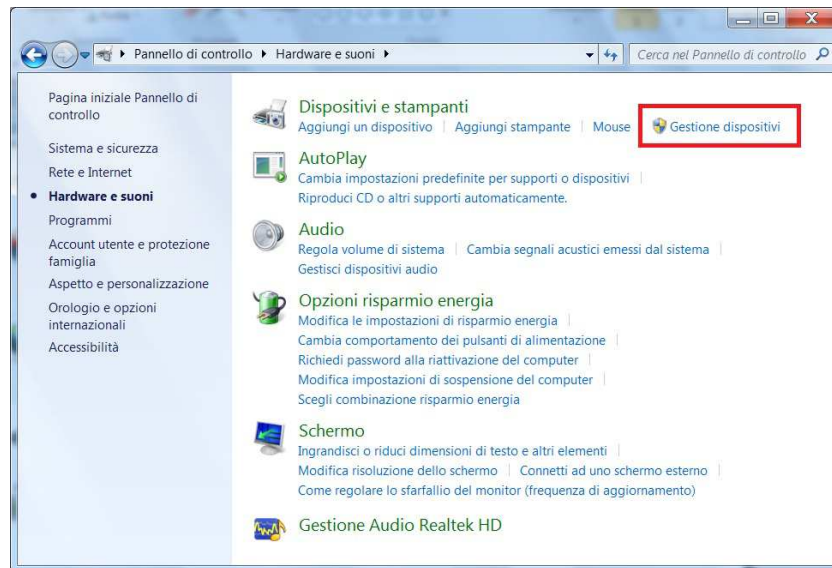 Pannello di controllo Hardware e suoni Cerca nel Pannello di controllo
Pagina iniziale Pannello di
controllo
Sistema e sicurezza
Rete e Internet
Hardware e suoni
Programmi
Account utente e protezione
famiglia
Aspetto e personalizzazione
Orologio e opzioni
internazionali
Accessibilità
Dispositivi e stampanti
Aggiungi un dispositivo Aggiungi stampante Mouse Gestione dispositivi
AutoPlay
Cambia impostazioni predefinite per supporti o dispositivi
Riproduci CD o altri supporti automaticamente.
Audio
Regola volume di sistema Cambia segnali acustici emessi dal sistema
Gestisci dispositivi audio
Opzioni risparmio energia
Modifica le impostazioni di risparmio energia
Cambia comportamento dei pulsanti di alimentazione
Richiedi password alla riattivazione del computer
Modifica impostazioni di sospensione del computer
Scegli combinazione risparmio energia
Schermo
Ingrandisci o riduci dimensioni di testo e altri elementi
Modifica risoluzione dello schermo Connetti ad uno schermo esterno
Come regolare lo sfarfallio del monitor (frequenza di aggiornamento)
Gestione Audio Realtek HD